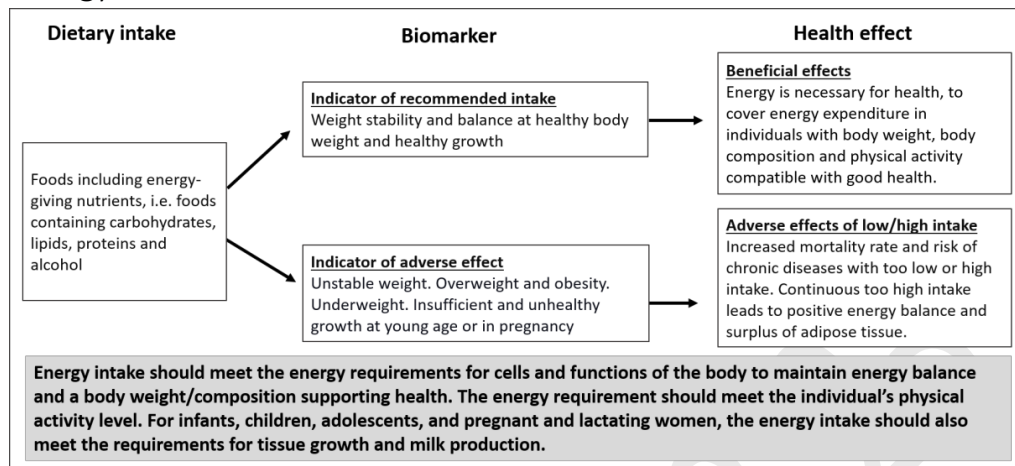 Dietary intake
Biomarker
Health effect
Foods including energy-
giving nutrients, i.e. foods
containing carbohydrates,
lipids, proteins and
alcohol
Indicator of recommended intake
Weight stability and balance at healthy body
weight and healthy growth
Indicator of adverse effect
Unstable weight. Overweight and obesity.
Underweight. Insufficient and unhealthy
growth at young age or in pregnancy
Beneficial effects
Energy is necessary for health, to
cover energy expenditure in
individuals with body weight, body
composition and physical activity
compatible with good health.
Adverse effects of low/high intake
Increased mortality rate and risk of
chronic diseases with too low or high
intake. Continuous too high intake
leads to positive energy balance and
surplus of adipose tissue.
Energy intake should meet the energy requirements for cells and functions of the body to maintain energy balance
and a body weight/composition supporting health. The energy requirement should meet the individual’s physical
activity level. For infants, children, adolescents, and pregnant and lactating women, the energy intake should also
meet the requirements for tissue growth and milk production.